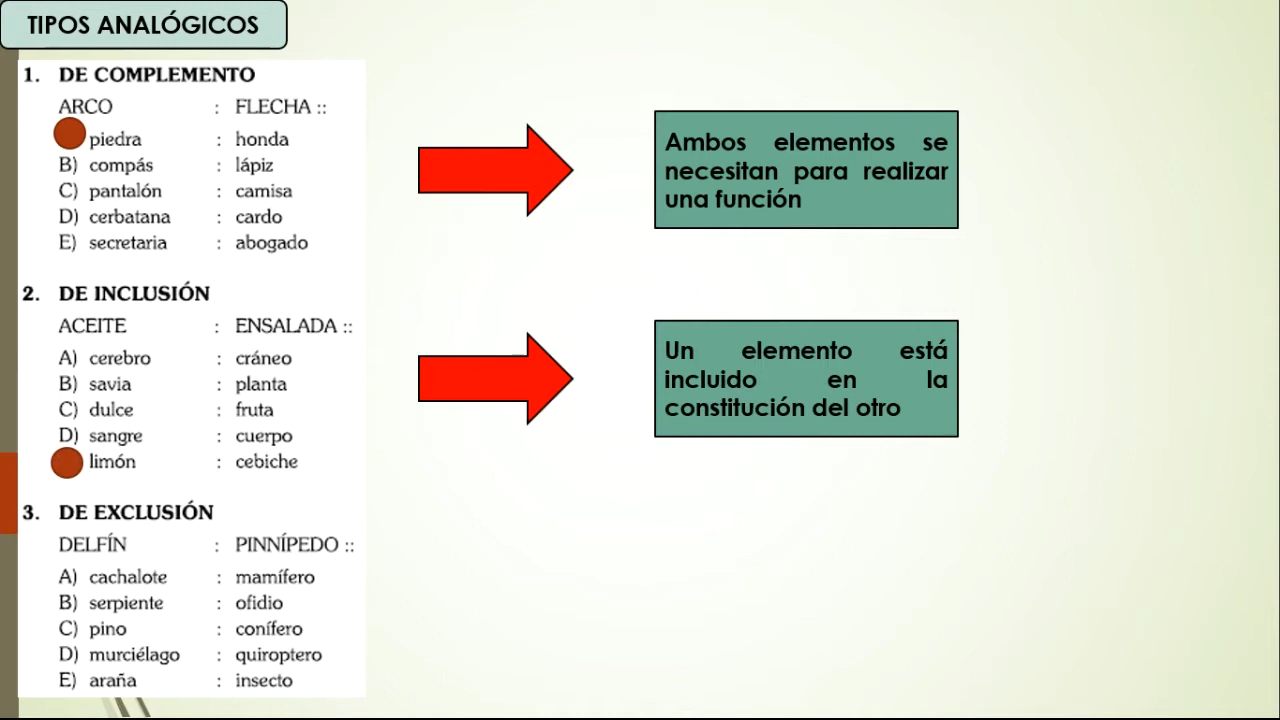 TIPOS ANALÓGICOS
1. DE COMPLEMENTO
ARCO : FLECHA ::
piedra : honda
B) compás : lápiz
C) pantalón : camisa
D) cerbatana : cardo
E) secretaria : abogado
Ambos elementos se
necesitan para realizar
una función
2. DE INCLUSIÓN
ACEITE : ENSALADA ::
A) cerebro : cráneo
B) savia : planta
C) dulce : fruta
D) sangre : cuerpo
limón : cebiche
Un elemento está
incluido en la
constitución del otro
3. DE EXCLUSIÓN
DELFÍN : PINNÍPEDO ::
A) cachalote : mamífero
B) serpiente : ofidio
C) pino : conífero
D) murciélago : quiroptero
E) araña : insecto